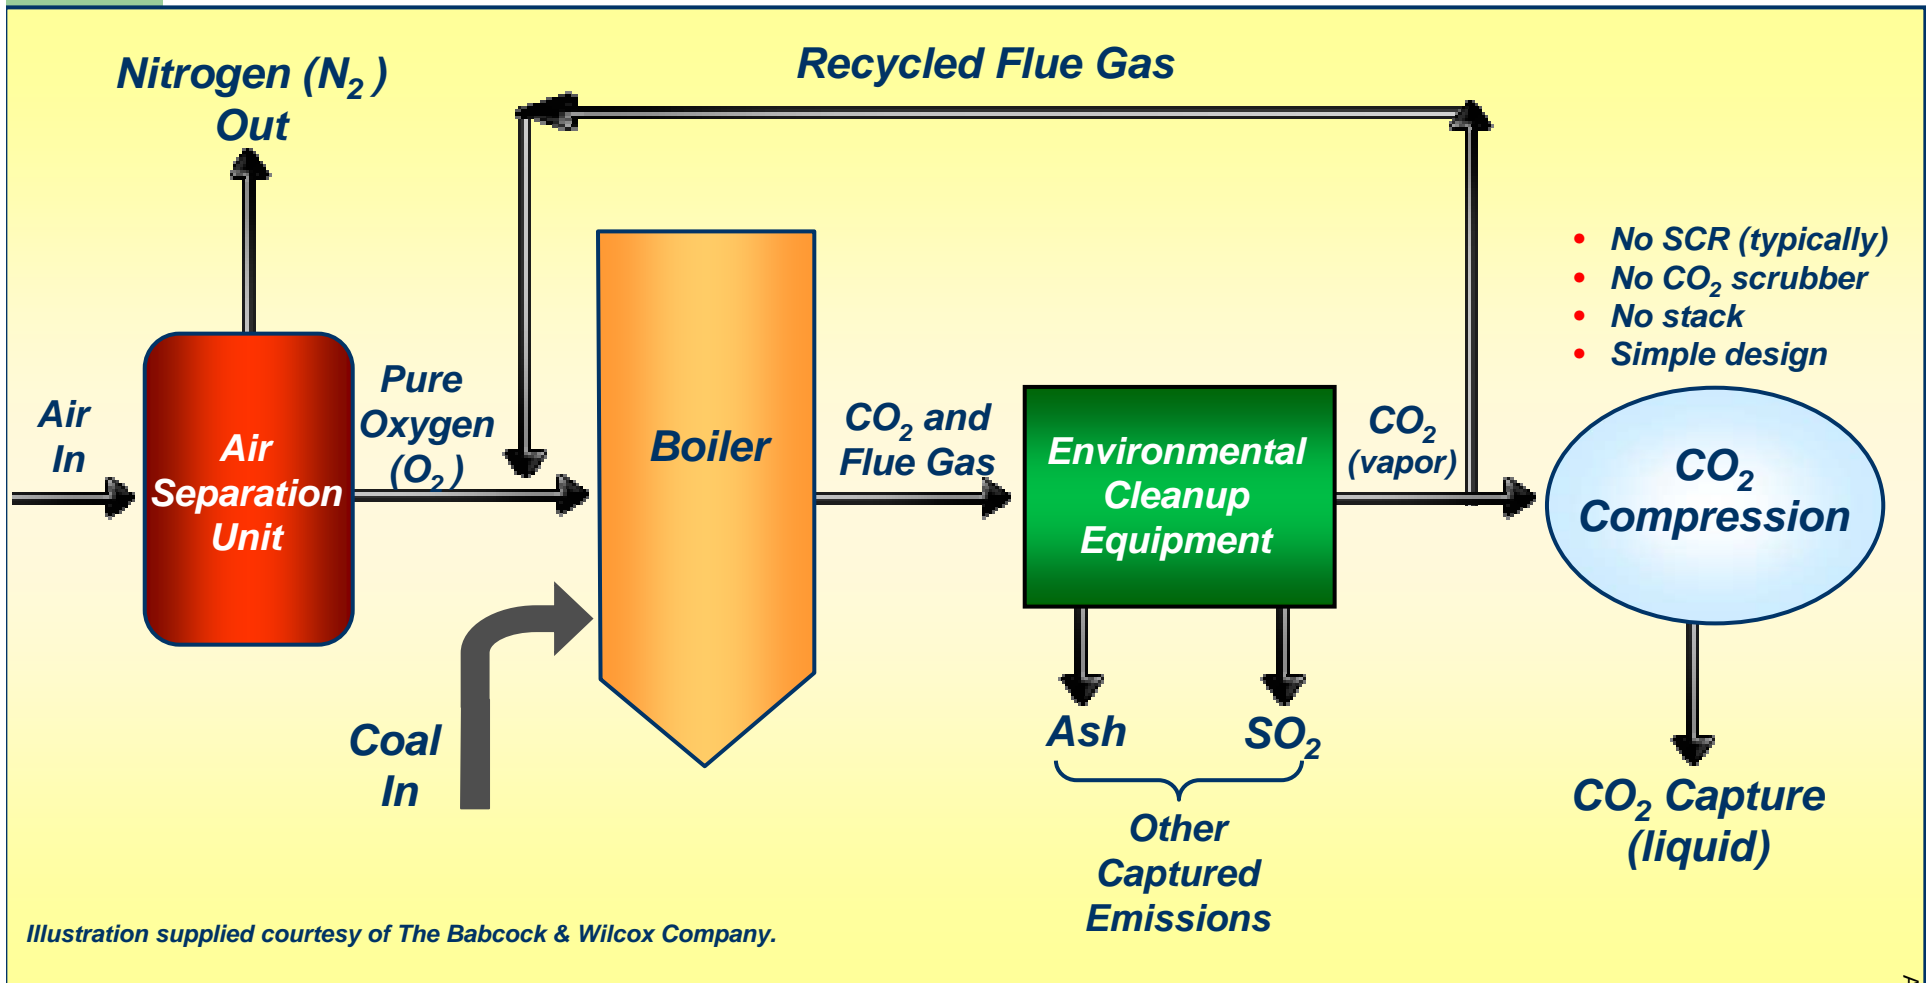 Nitrogen (N₂ )
Out
Recycled Flue Gas
• No SCR (typically)
• No CO₂ scrubber
• No stack
• Simple design
Air
In
Air
Separation
Unit
Pure
Oxygen
(O₂ )
Boiler
CO₂ and
Flue Gas
Environmental
Cleanup
Equipment
CO₂
(vapor)
CO₂
Compression
Coal
In
Ash
SO₂
Other
Captured
Emissions
CO₂ Capture
(liquid)
Illustration supplied courtesy of The Babcock & Wilcox Company.